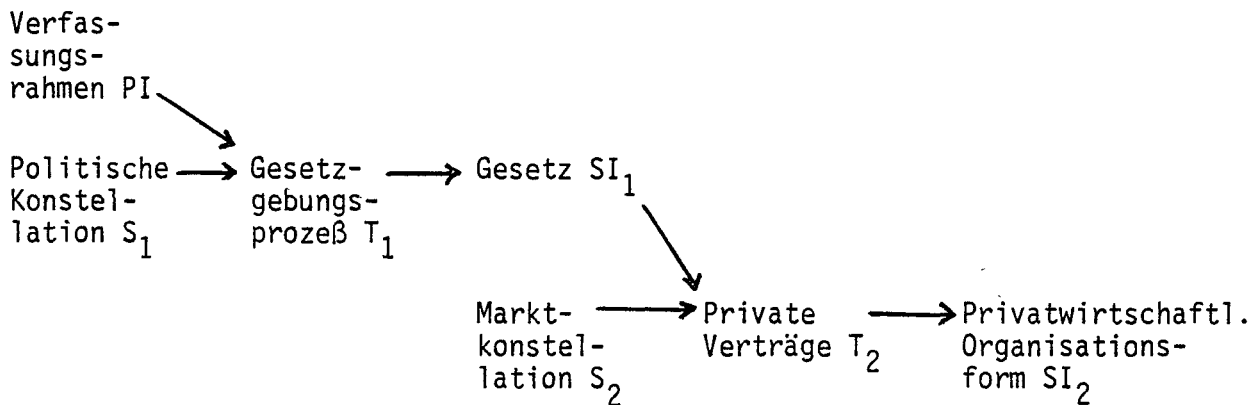 Verfas-
sungs-
rahmen PI
Politische
Konstel-
lation S1
Gesetz-
gebungs-
prozeß T1
Gesetz SI1
Markt-
konstel-
lation S2
Private
Verträge T2
Privatwirtschaftl.
Organisations-
form SI2